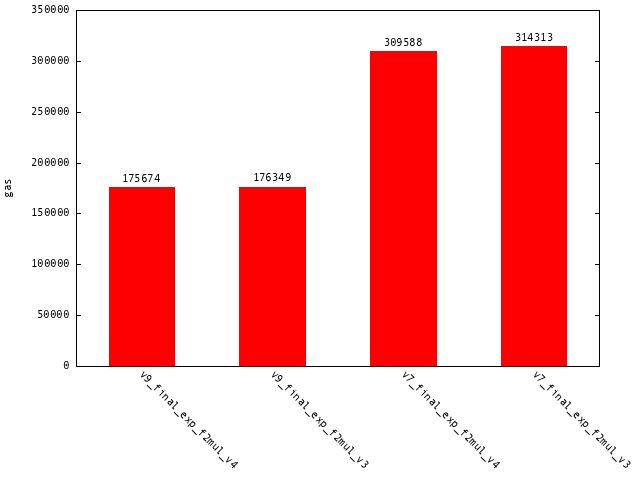 350000
300000
250000
200000
150000
100000
50000
0
gas
175674
176349
309588
314313
v9_final_exp_f2mul_v4
v9_final_exp_f2mul_v3
v7_final_exp_f2mul_v4
v7_final_exp_f2mul_v3